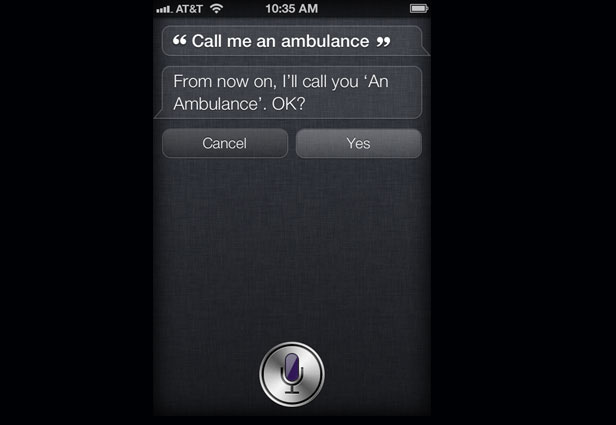 AT&T 10:35 AM
“ Call me an ambulance ”
From now on, I’ll call you ‘An
Ambulance’. OK?
Cancel Yes